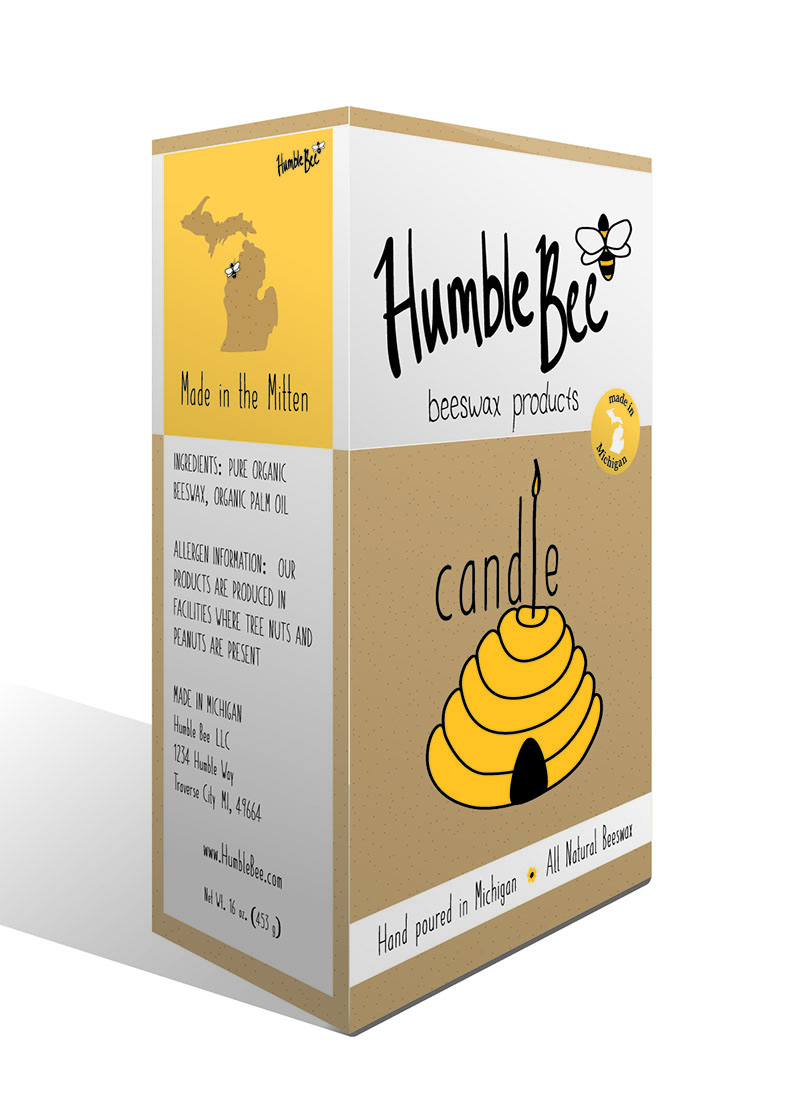 Humble Bee
Made in the Mitten
INGREDIENTS: PURE ORGANIC
BEESWAX, ORGANIC PALM OIL
ALLERGEN INFORMATION: OUR
PRODUCTS ARE PRODUCED IN
FACILITIES WHERE TREE NUTS AND
PEANUTS ARE PRESENT
MADE IN MICHIGAN
Humble Bee LLC
1234 Humble Way
Traverse City MI, 49664
www.HumbleBee.com
Net Wt. 16 oz. (453 g)
Humble Bee
beeswax products
made in
Michigan
candle
Hand poured in Michigan All Natural Beeswax